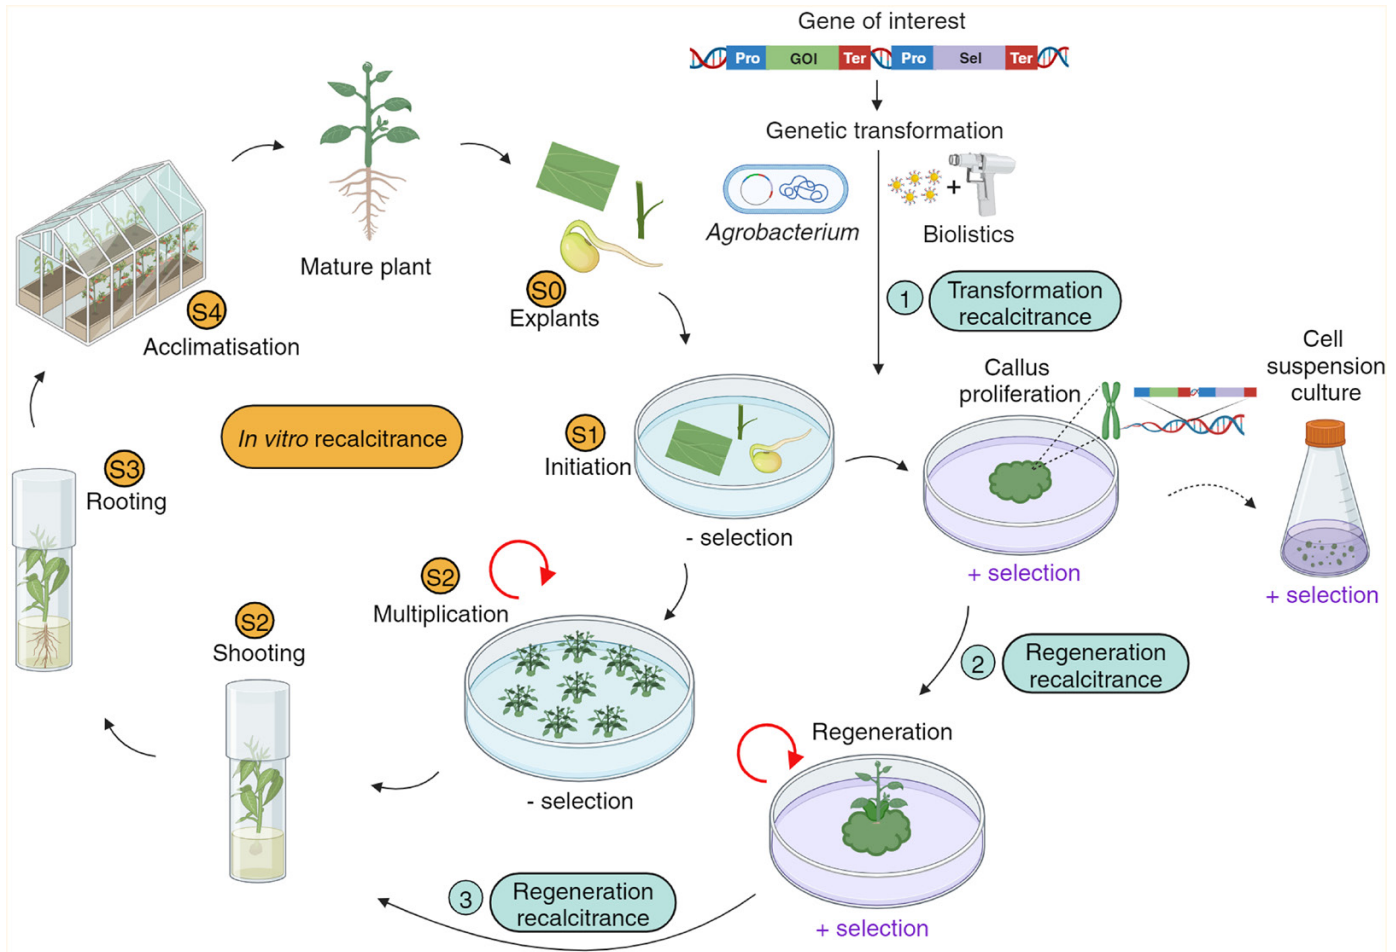 Gene of interest
Pro GOI Ter Pro Sel Ter
Genetic transformation
Agrobacterium
Biolistics
1
Transformation
recalcitrance
Mature plant
S0
Explants
S4
Acclimatisation
In vitro recalcitrance
S1
Initiation
- selection
Callus
proliferation
+ selection
Cell
suspension
culture
+ selection
S3
Rooting
S2
Multiplication
- selection
S2
Shooting
2
Regeneration
recalcitrance
Regeneration
+ selection
3
Regeneration
recalcitrance